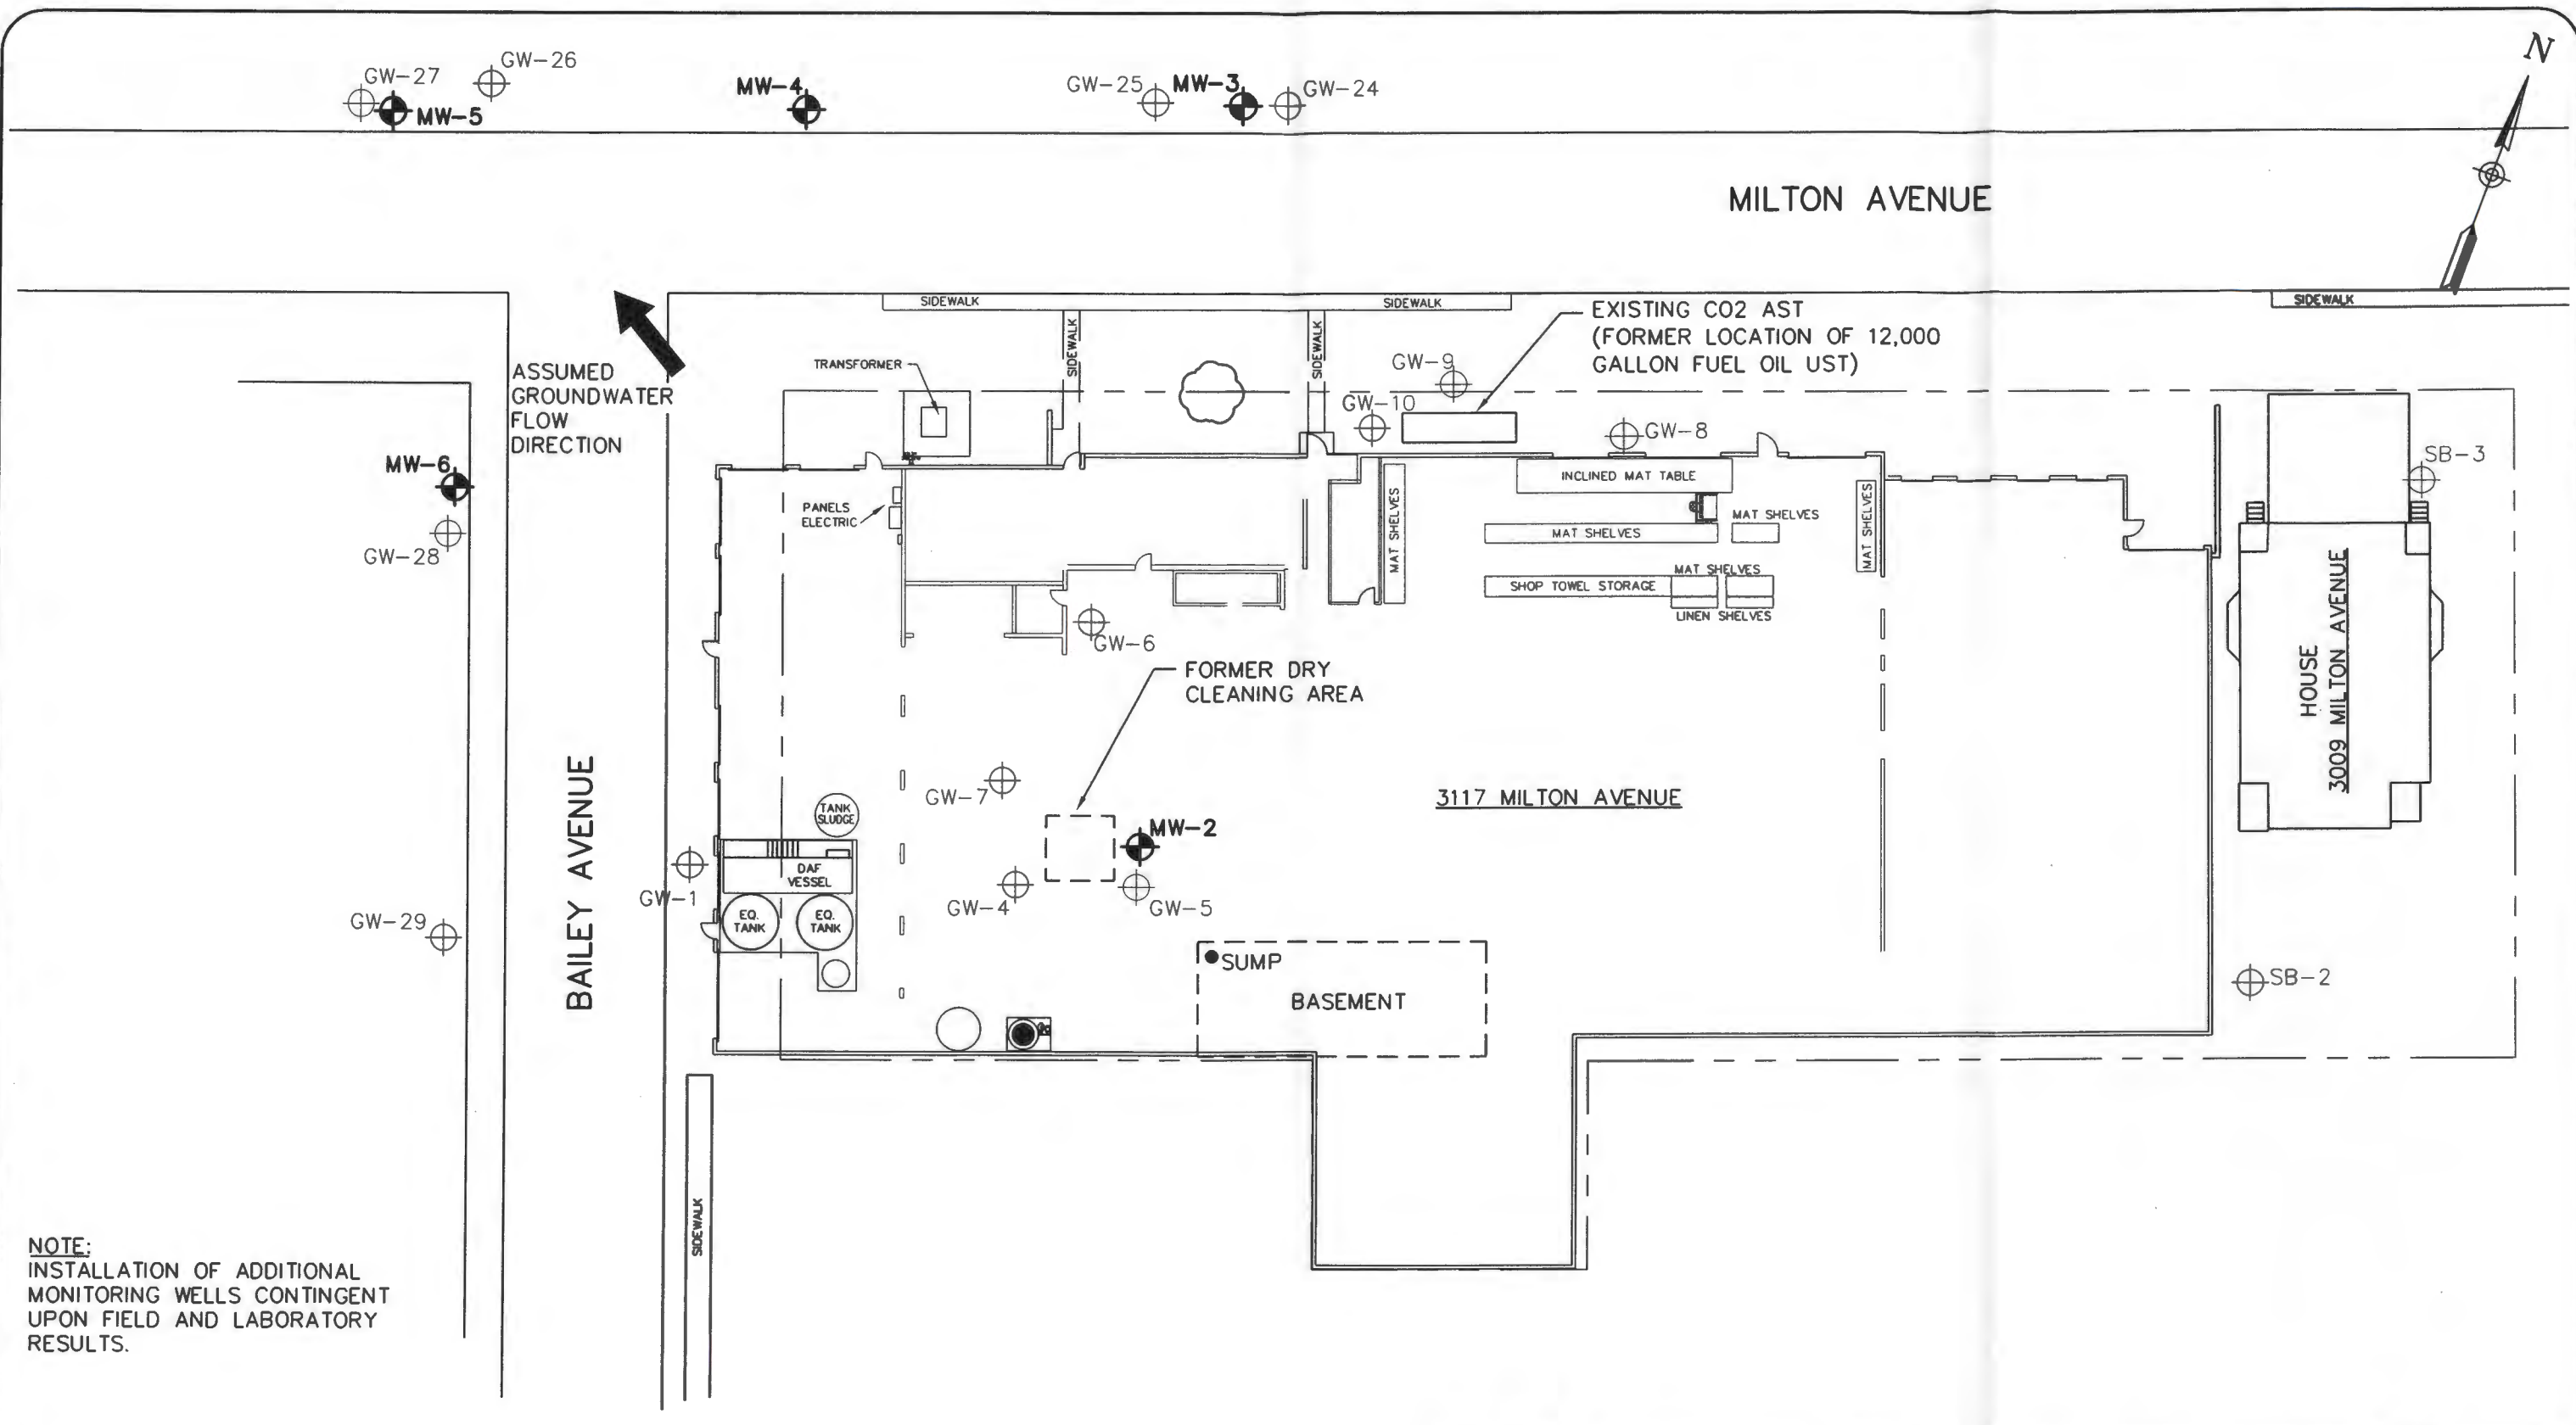 GW-27
GW-26
MW-5
MW-4
GW-25
MW-3
GW-24
N
MILTON AVENUE
SIDEWALK
SIDEWALK
SIDEWALK
EXISTING CO2 AST
(FORMER LOCATION OF 12,000
GALLON FUEL OIL UST)
ASSUMED
GROUNDWATER
FLOW
DIRECTION
TRANSFORMER
SIDEWALK
SIDEWALK
GW-9
GW-10
GW-8
MW-6
GW-28
PANELS
ELECTRIC
MAT SHELVES
INCLINED MAT TABLE
MAT SHELVES
MAT SHELVES
MAT SHELVES
SHOP TOWEL STORAGE
MAT SHELVES
LINEN SHELVES
SB-3
HOUSE
3009 MILTON AVENUE
GW-6
FORMER DRY
CLEANING AREA
GW-7
3117 MILTON AVENUE
TANK
SLUDGE
MW-2
DAF
VESSEL
GW-1
GW-4
GW-5
EQ.
TANK
EQ.
TANK
GW-29
BAILEY AVENUE
SUMP
BASEMENT
SB-2
SIDEWALK
NOTE:
INSTALLATION OF ADDITIONAL
MONITORING WELLS CONTINGENT
UPON FIELD AND LABORATORY
RESULTS.